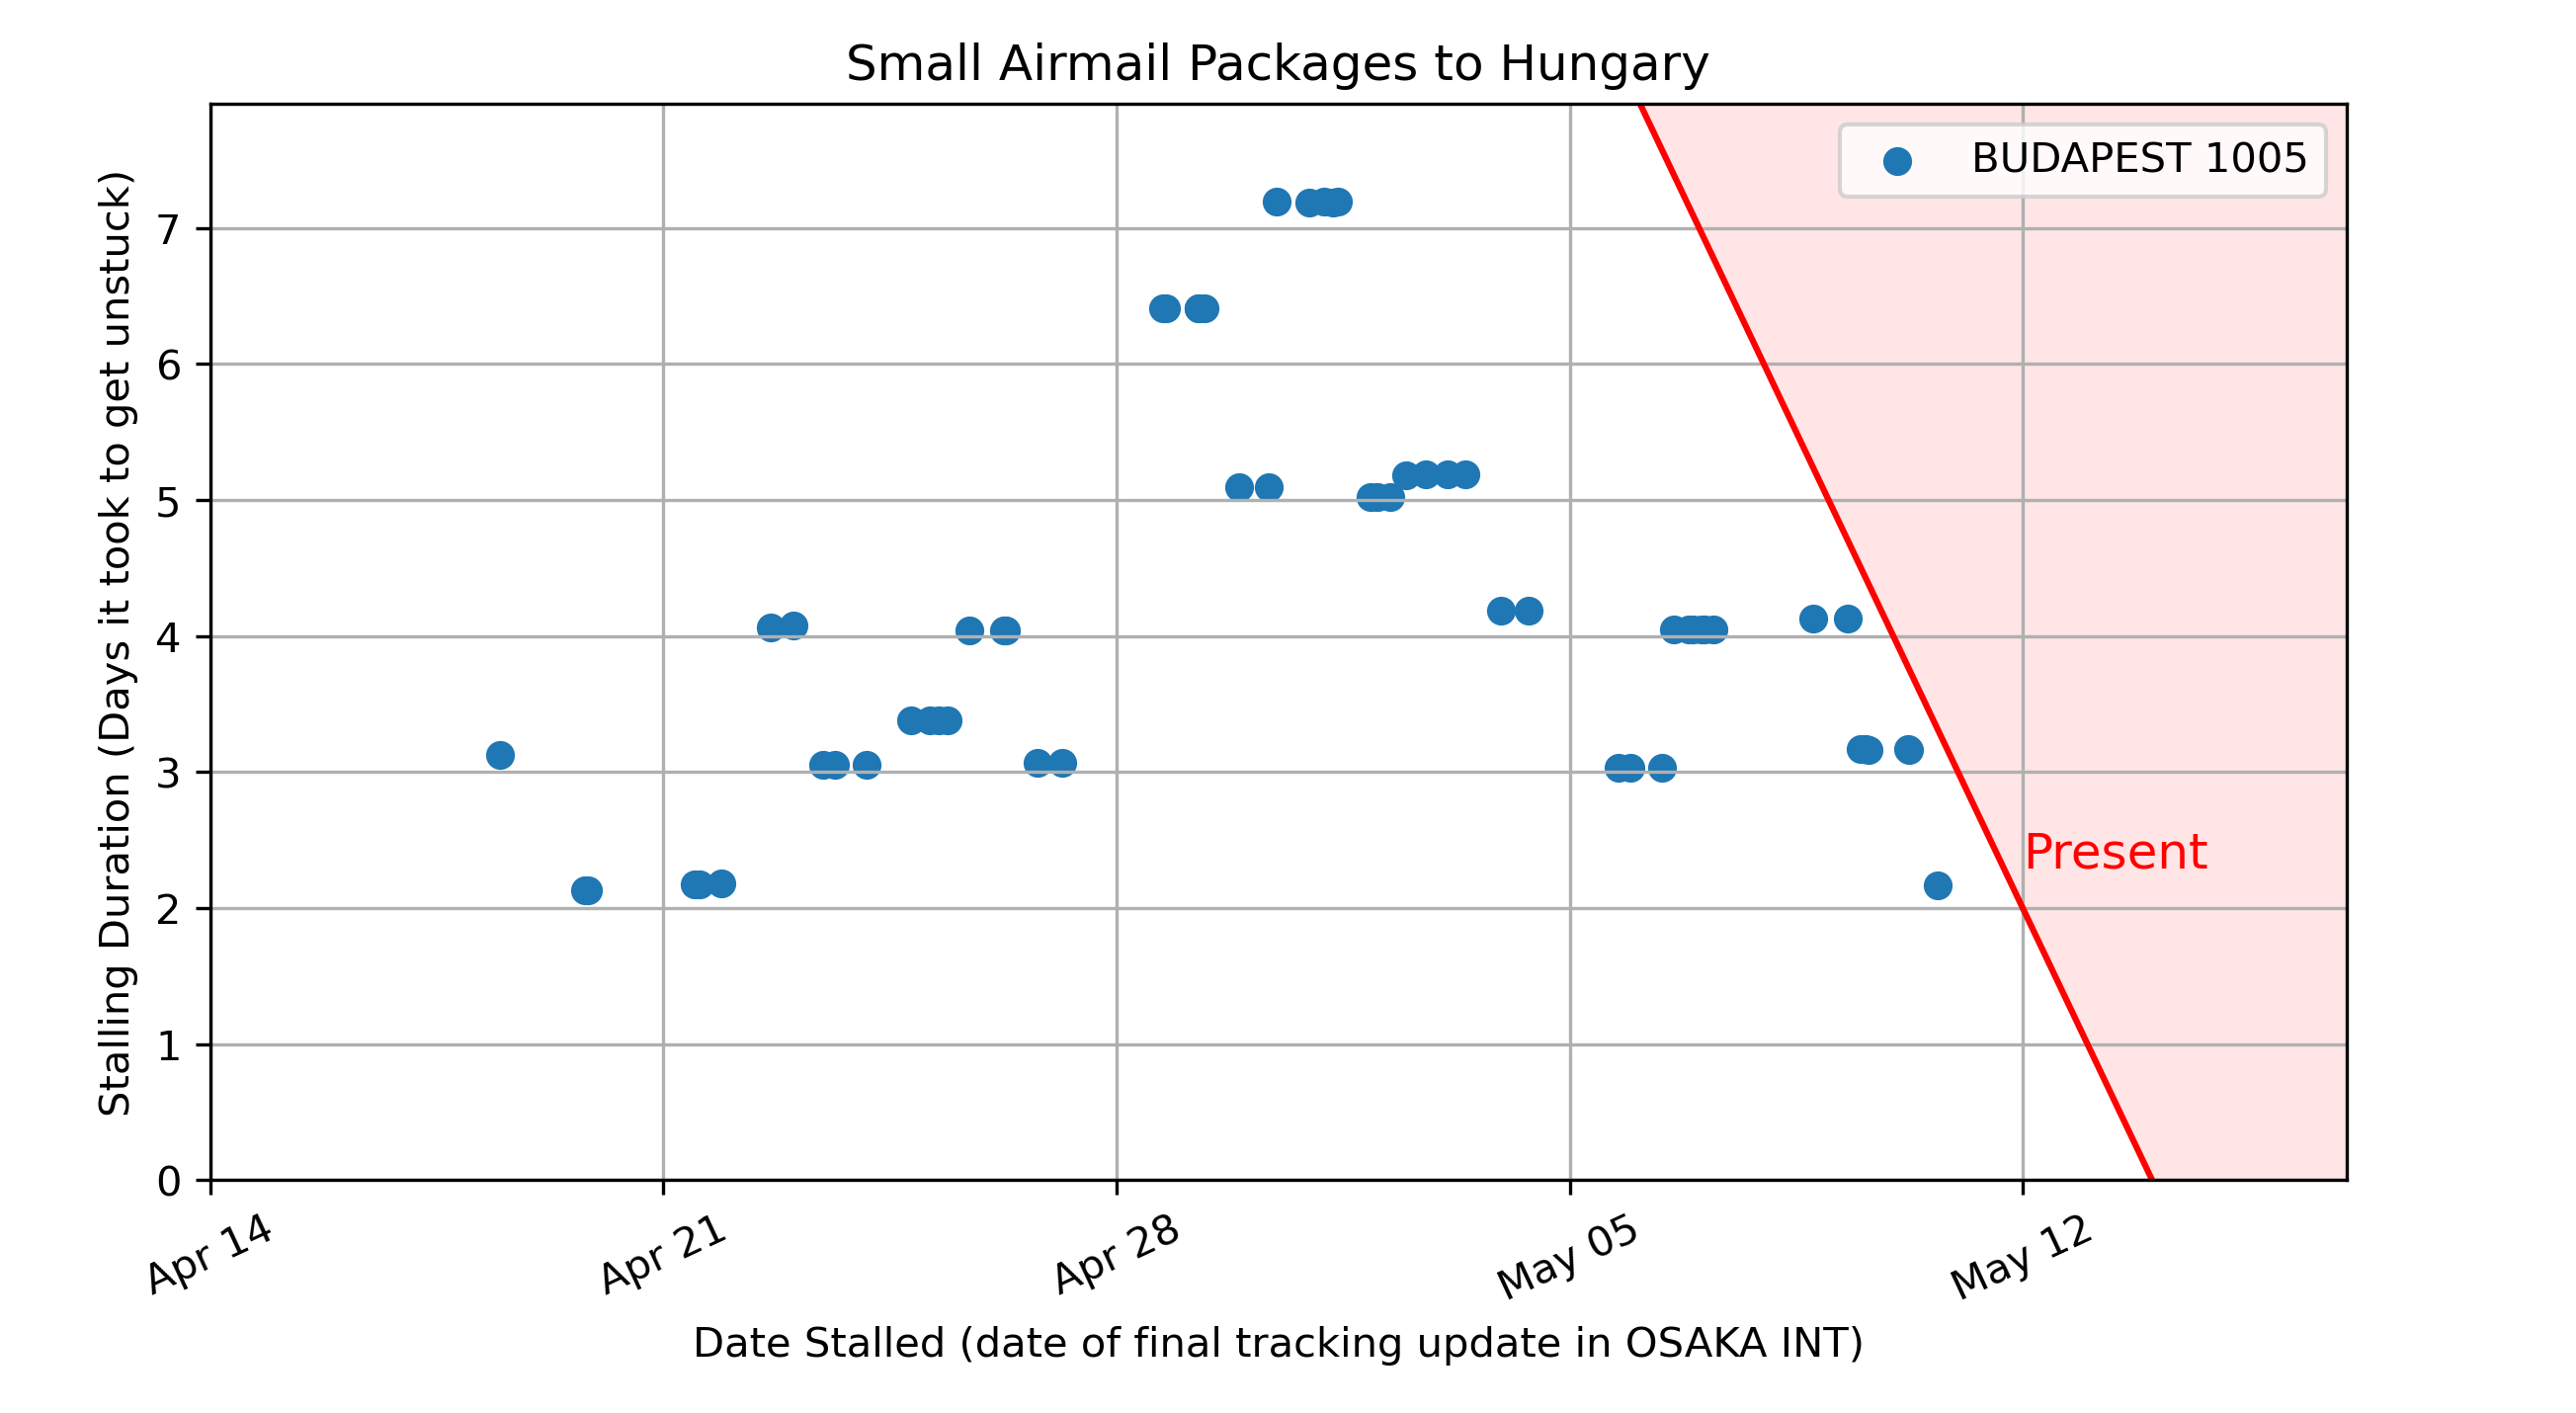 Small Airmail Packages to Hungary
BUDAPEST 1005
Stalling Duration (Days it took to get unstuck)
7
6
5
4
3
2
1
0
Present
Apr 14
Apr 21
Apr 28
May 05
May 12
Date Stalled (date of final tracking update in OSAKA INT)